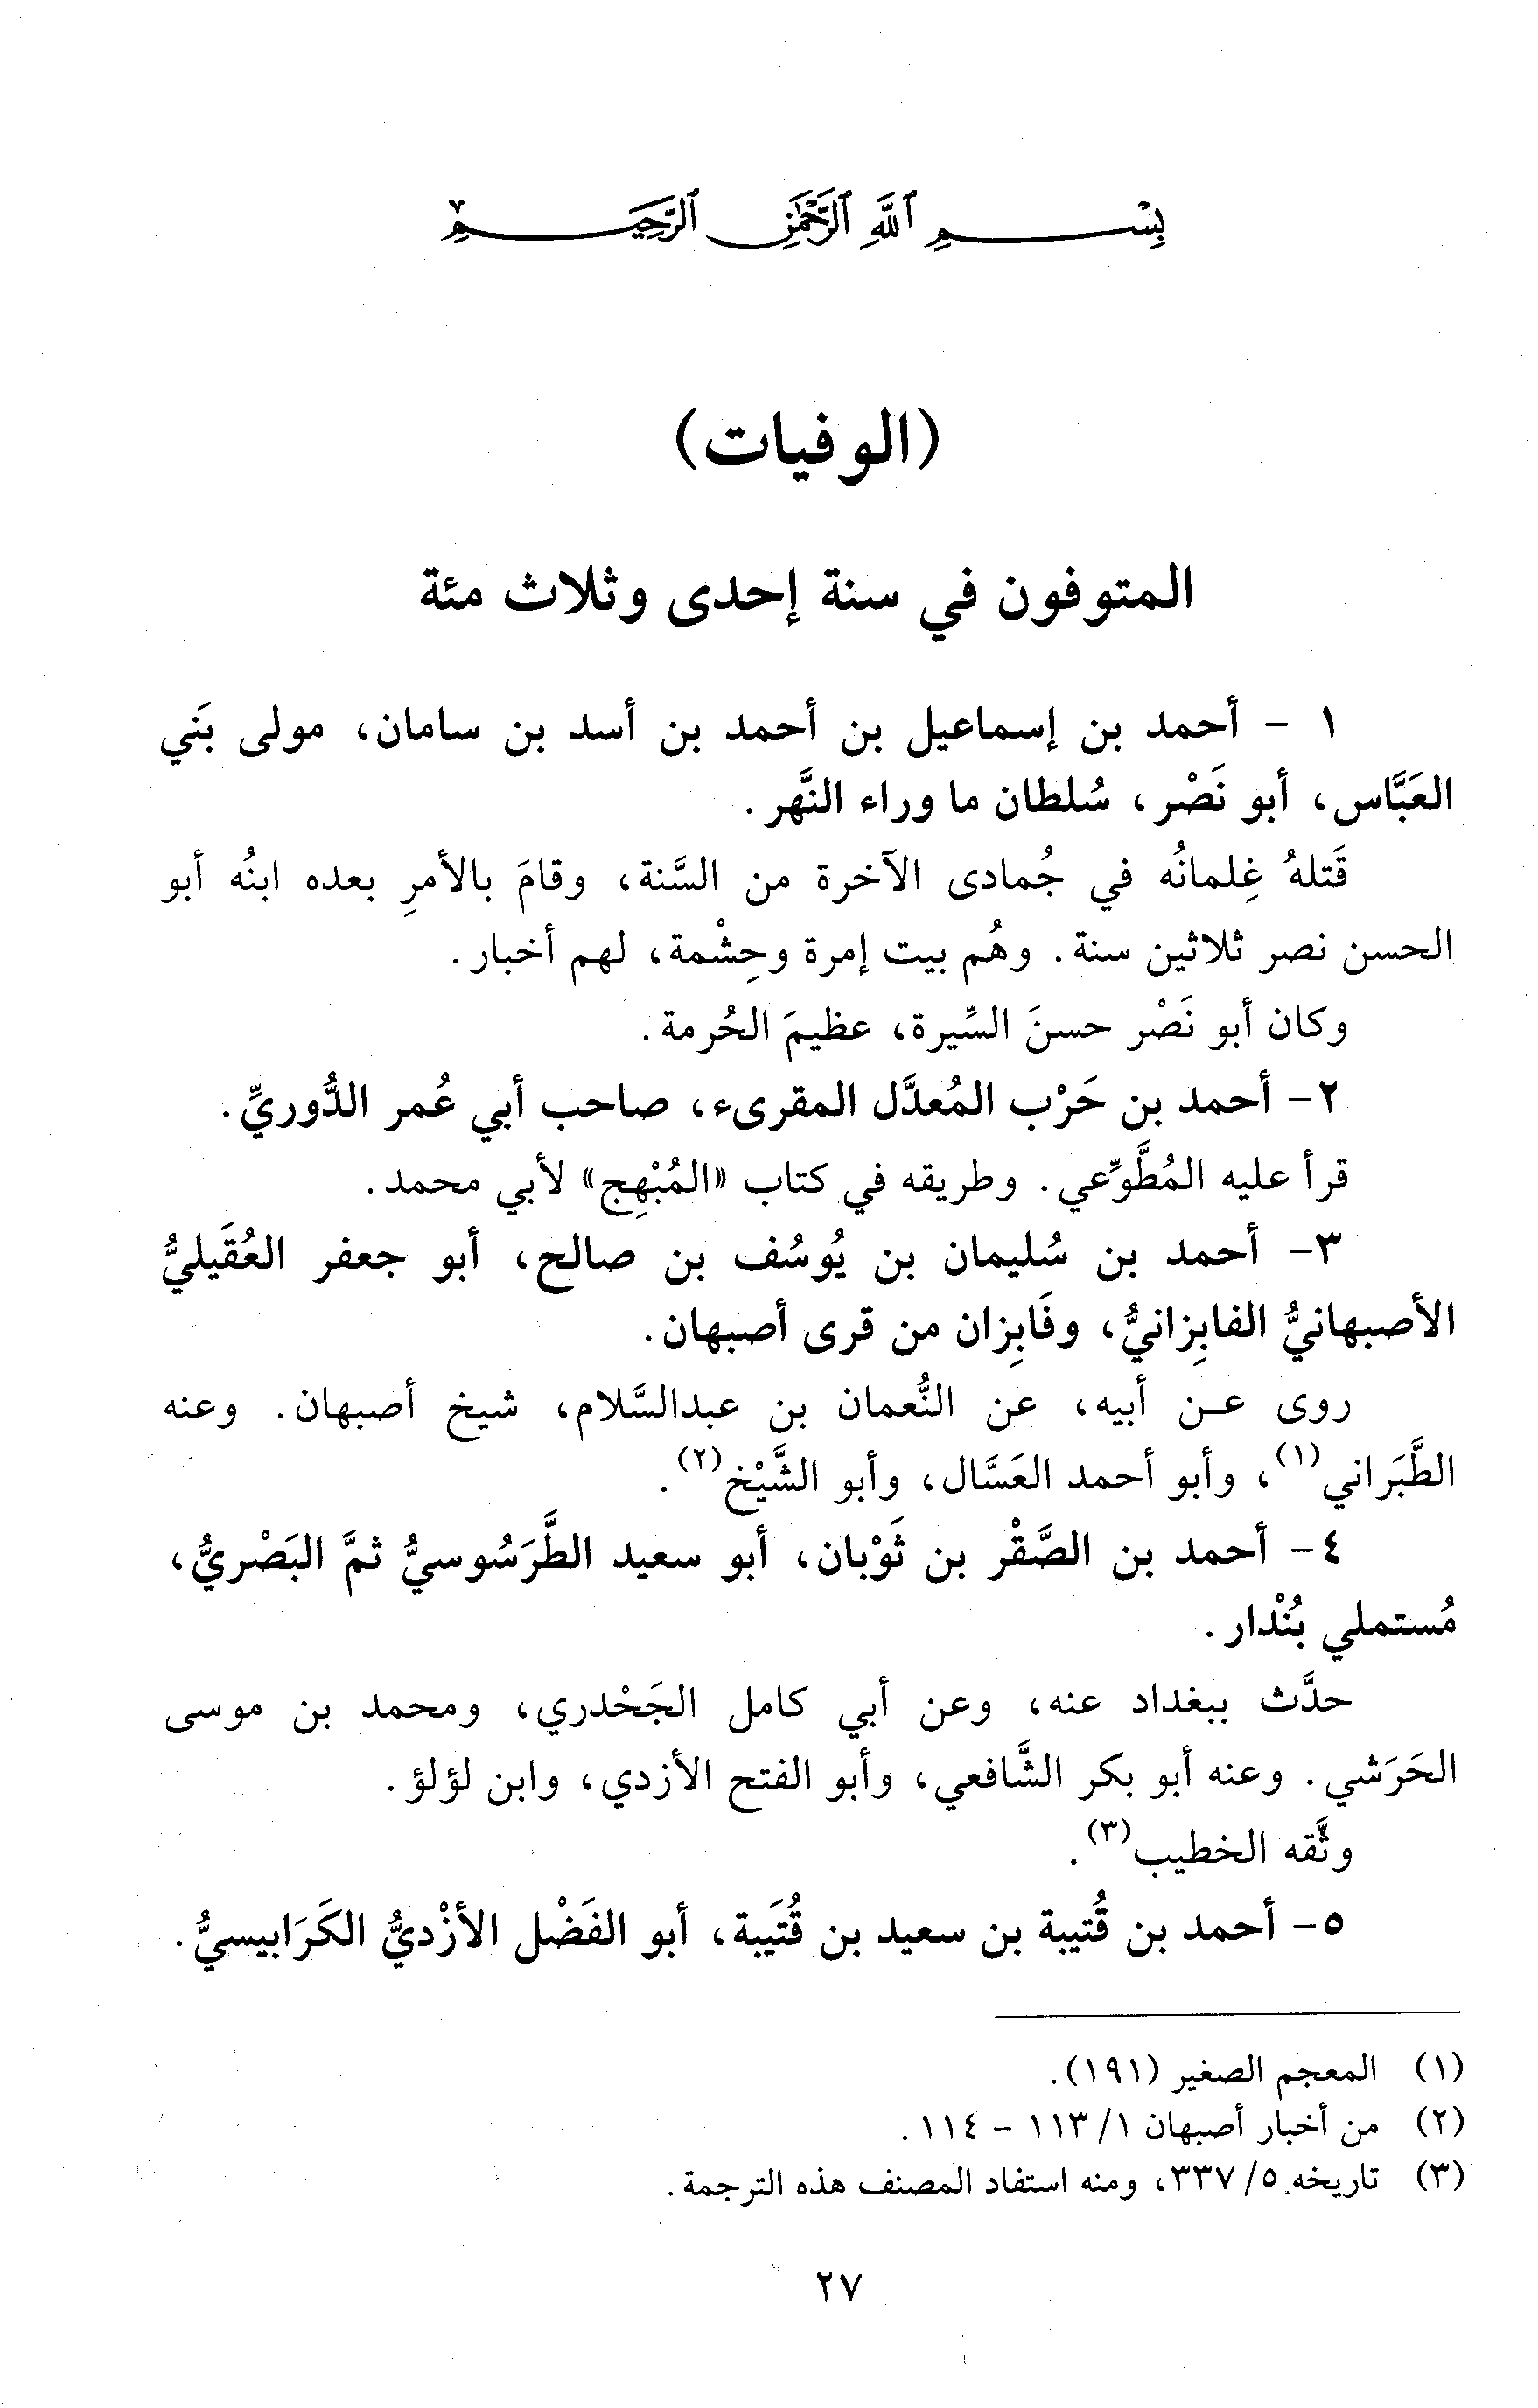 بِسْمِ ٱللَّهِ ٱلرَّحْمَٰنِ ٱلرَّحِيمِ
(الوفيات)
المتوفون في سنة إحدى وثلاث مئة
١ - أحمد بن إسماعيل بن أحمد بن أسد بن سامان، مولى بَني
العَبَّاس، أبو نَصْر، سُلطان ما وراء النَّهر.
قَتلهُ غِلمانُه في جُمادى الآخرة من السَّنة، وقامَ بالأمرِ بعده ابنُه أبو
الحسن نصر ثلاثين سنة. وهُم بيت إمرة وحِشْمة، لهم أخبار.
وكان أبو نَصْر حسنَ السِّيرة، عظيمَ الحُرمة.
٢- أحمد بن حَرْب المُعدَّل المقرىء، صاحب أبي عُمر الدُّوريِّ.
قرأ عليه المُطَّوِّعي. وطريقه في كتاب «المُبْهِج» لأبي محمد.
٣- أحمد بن سُليمان بن يُوسُف بن صالح، أبو جعفر العُقَيليُّ
الأصبهانيُّ الفابِزانيُّ، وفَابِزان من قرى أصبهان.
روى عن أبيه، عن النُّعمان بن عبدالسَّلام، شيخ أصبهان. وعنه
الطَّبَراني(١)، وأبو أحمد العَسَّال، وأبو الشَّيْخ(٢).
٤- أحمد بن الصَّقْر بن ثَوْبان، أبو سعيد الطَّرَسُوسيُّ ثمَّ البَصْريُّ،
مُستملي بُنْدار.
حدَّث ببغداد عنه، وعن أبي كامل الجَحْدري، ومحمد بن موسى
الحَرَشي. وعنه أبو بكر الشَّافعي، وأبو الفتح الأزدي، وابن لؤلؤ.
وثَّقه الخطيب(٣).
٥- أحمد بن قُتيبة بن سعيد بن قُتَيبة، أبو الفَضْل الأزْديُّ الكَرَابيسيُّ.
(١) المعجم الصغير (١٩١).
(٢) من أخبار أصبهان ١/ ١١٣ - ١١٤.
(٣) تاريخه ٥/ ٣٣٧، ومنه استفاد المصنف هذه الترجمة.
٢٧